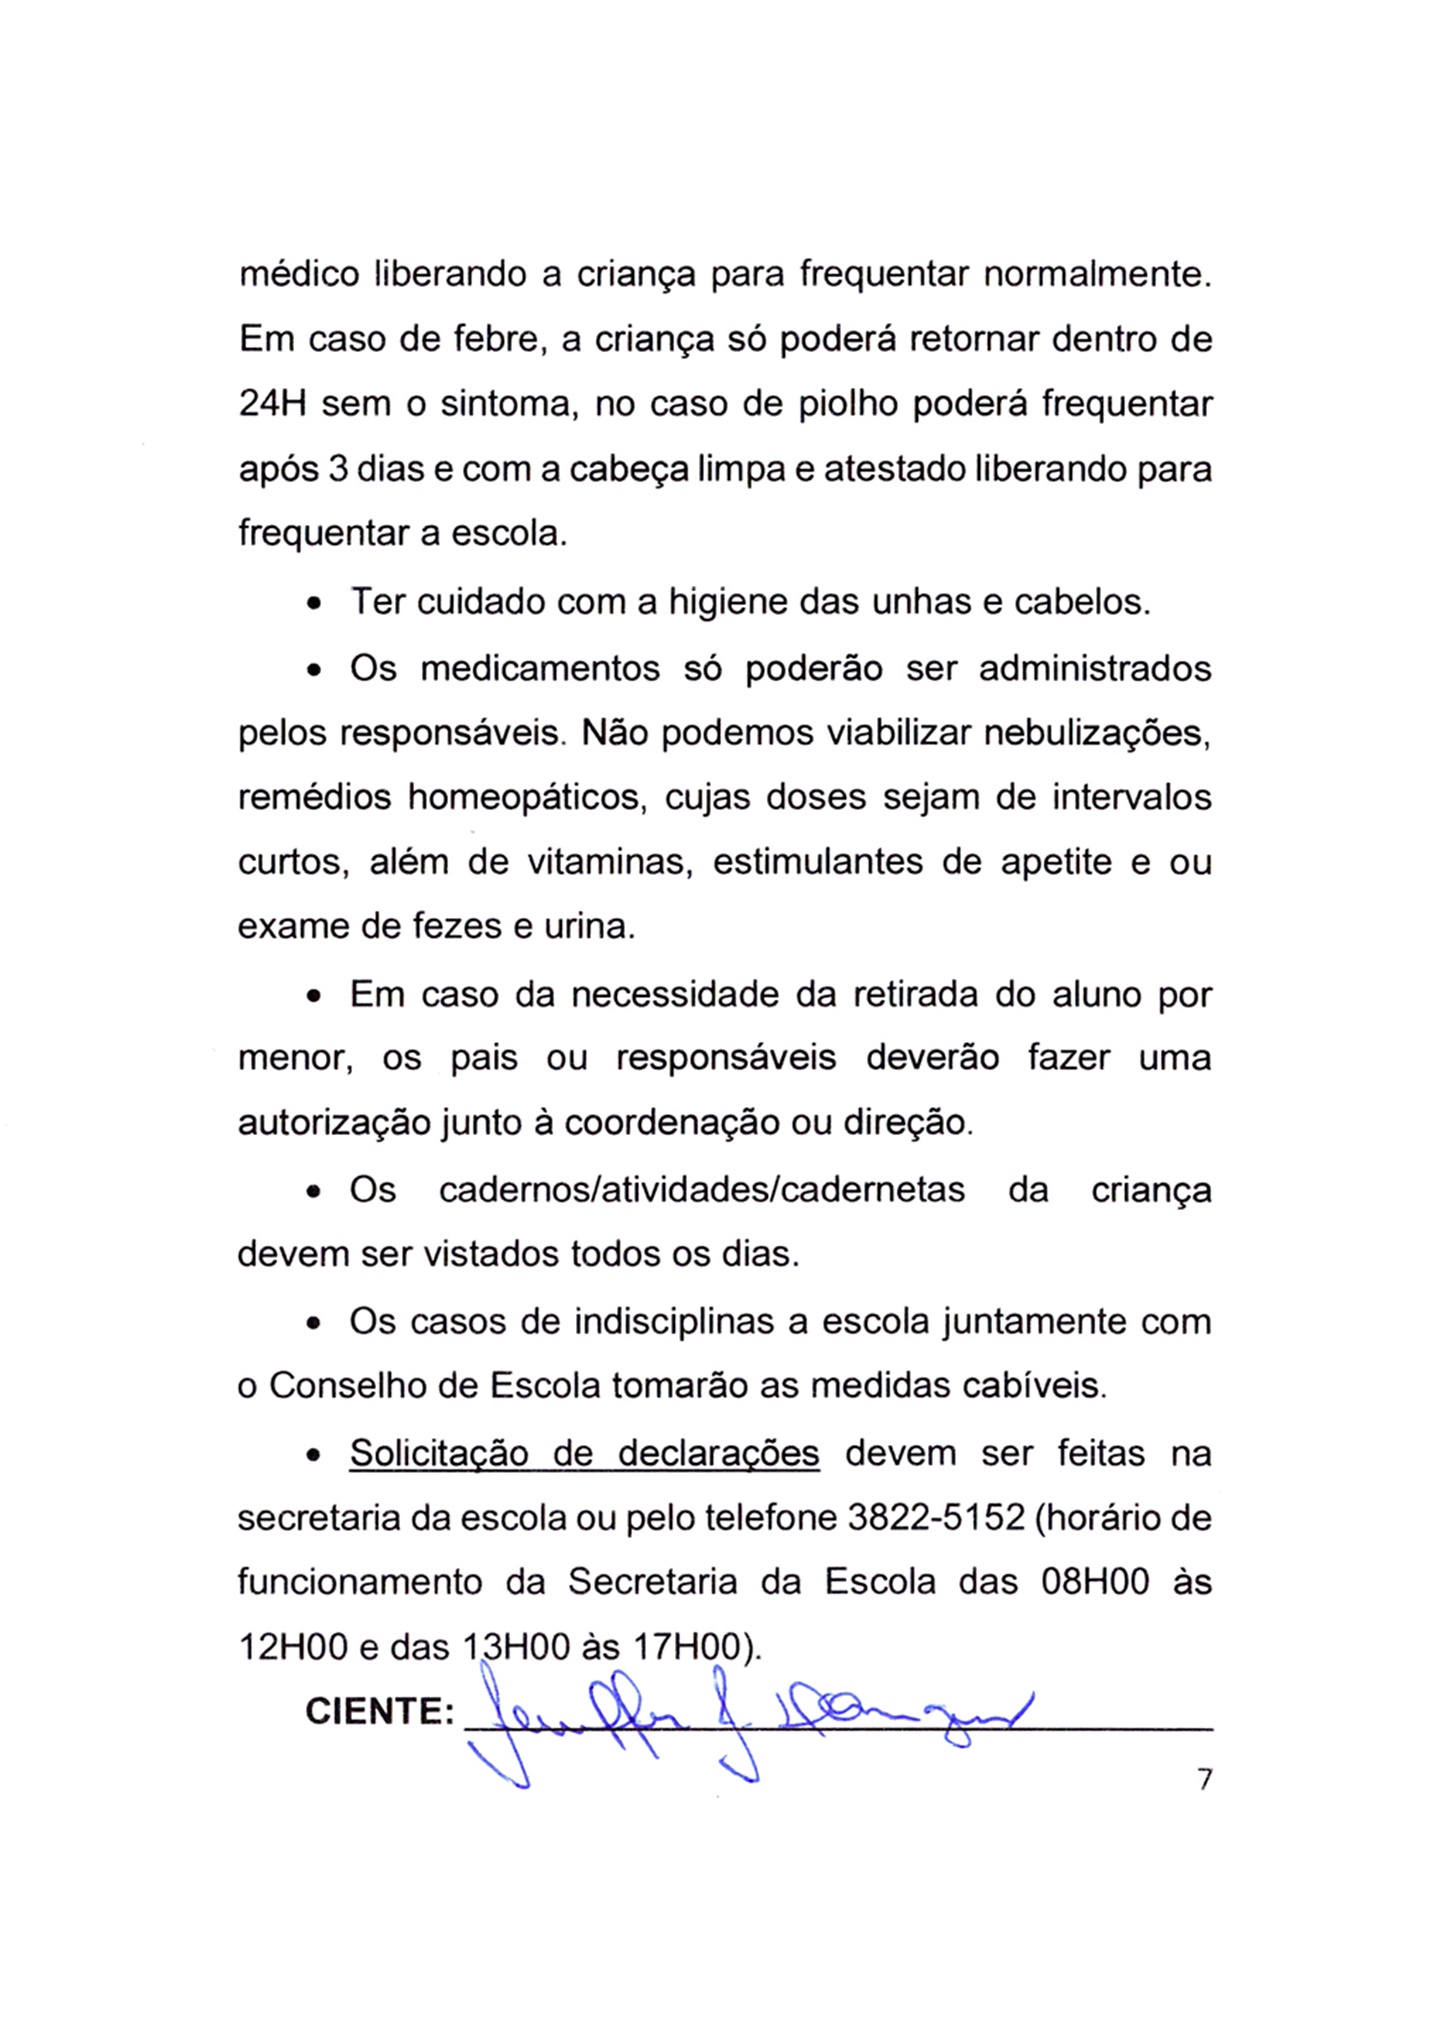 médico liberando a criança para frequentar normalmente.
Em caso de febre, a criança só poderá retornar dentro de
24H sem o sintoma, no caso de piolho poderá frequentar
após 3 dias e com a cabeça limpa e atestado liberando para
frequentar a escola.
• Ter cuidado com a higiene das unhas e cabelos.
• Os medicamentos só poderão ser administrados
pelos responsáveis. Não podemos viabilizar nebulizações,
remédios homeopáticos, cujas doses sejam de intervalos
curtos, além de vitaminas, estimulantes de apetite e ou
exame de fezes e urina.
• Em caso da necessidade da retirada do aluno por
menor, os pais ou responsáveis deverão fazer uma
autorização junto à coordenação ou direção.
• Os cadernos/atividades/cadernetas da criança
devem ser vistados todos os dias.
• Os casos de indisciplinas a escola juntamente com
o Conselho de Escola tomarão as medidas cabíveis.
• Solicitação de declarações devem ser feitas na
secretaria da escola ou pelo telefone 3822-5152 (horário de
funcionamento da Secretaria da Escola das 08H00 às
12H00 e das 13H00 às 17H00).
CIENTE:
7